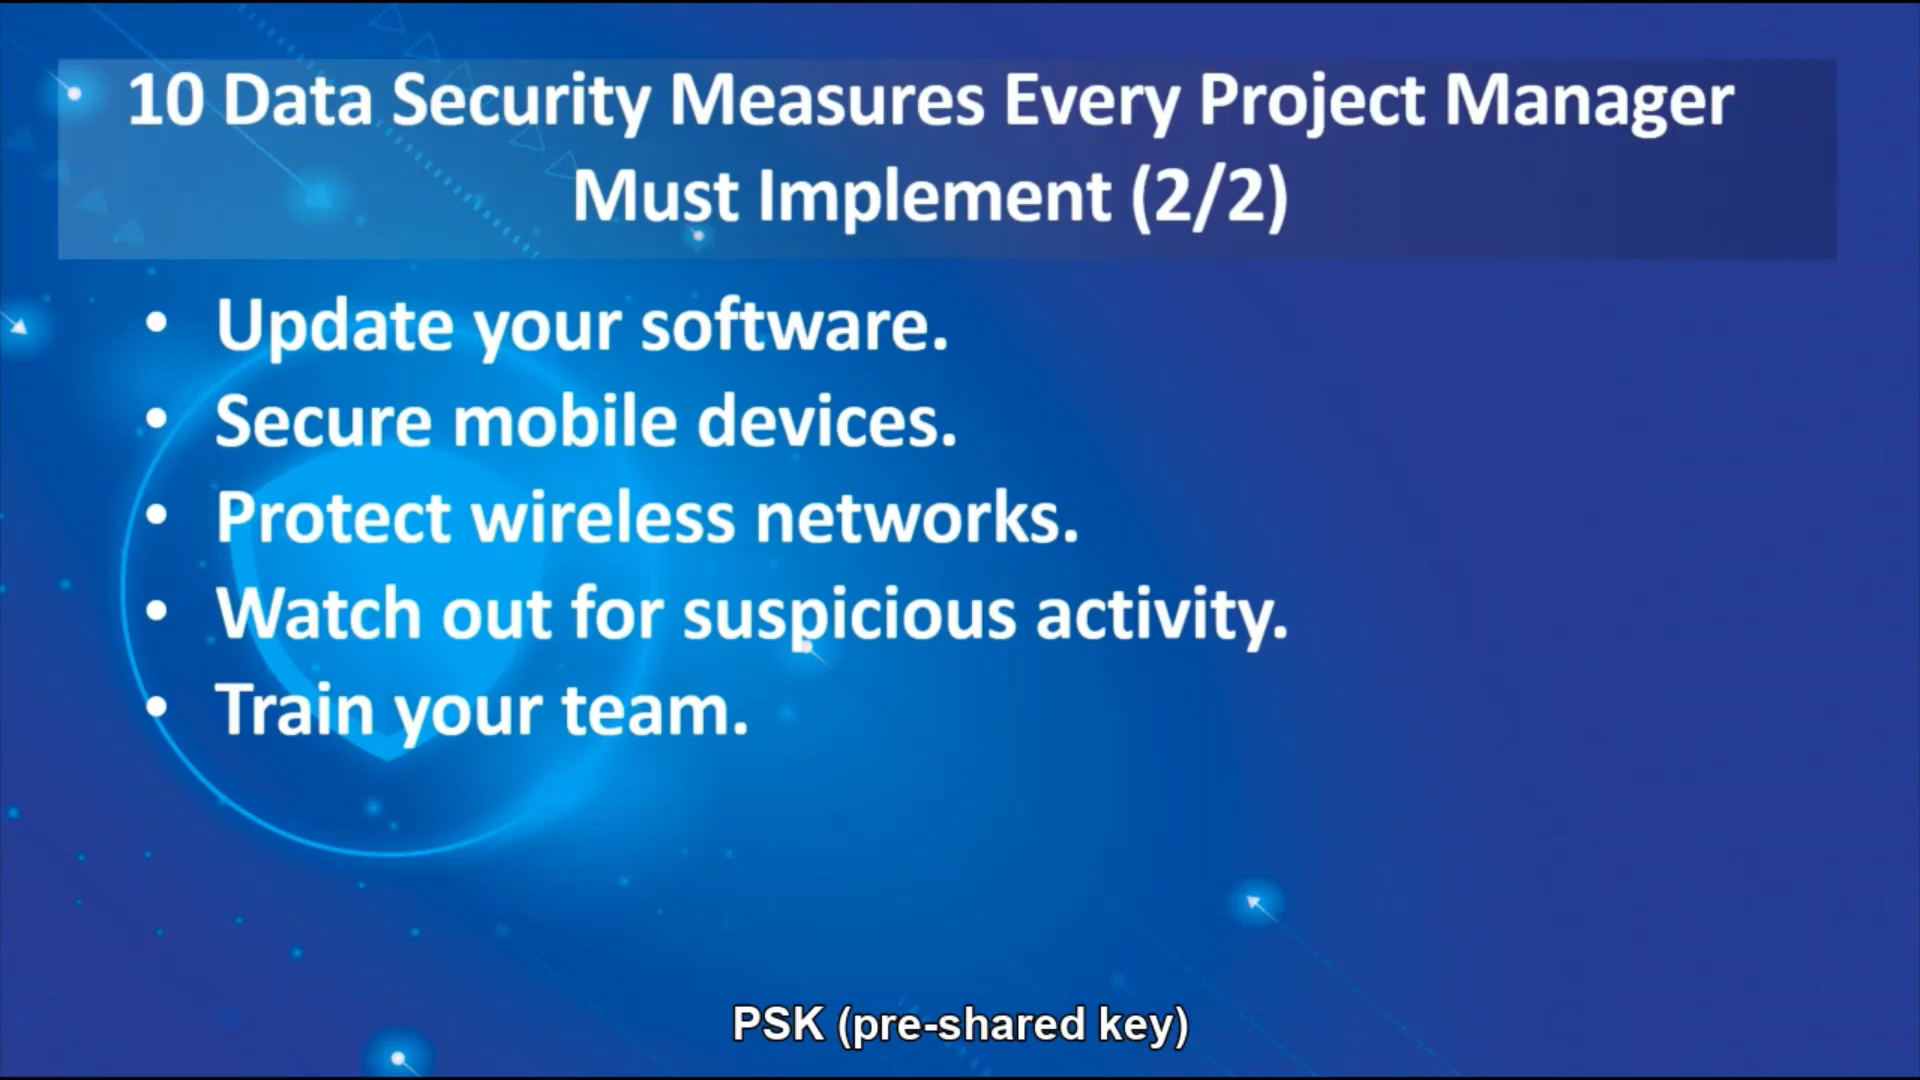 10 Data Security Measures Every Project Manager
Must Implement (2/2)
• Update your software.
• Secure mobile devices.
• Protect wireless networks.
• Watch out for suspicious activity.
• Train your team.
PSK (pre-shared key)